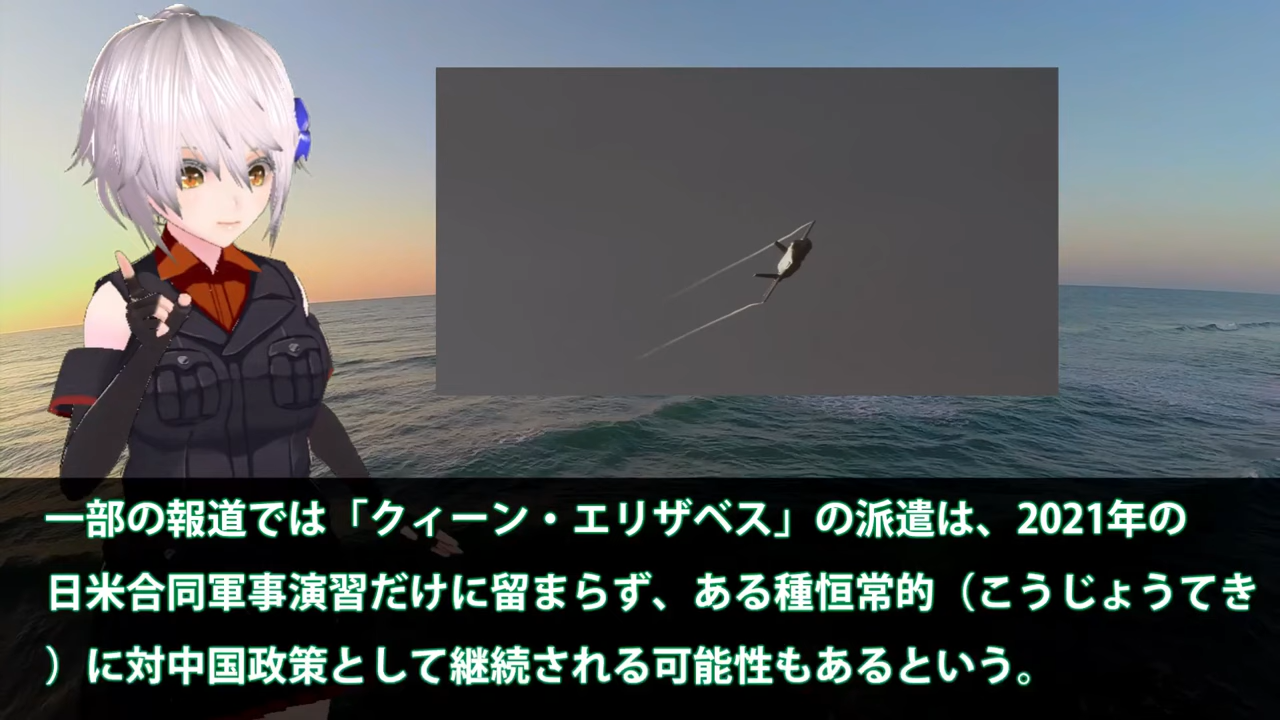 一部の報道では「クィーン・エリザベス」の派遣は、2021年の
日米合同軍事演習だけに留まらず、ある種恒常的（こうじょうてき
）に対中国政策として継続される可能性もあるという。